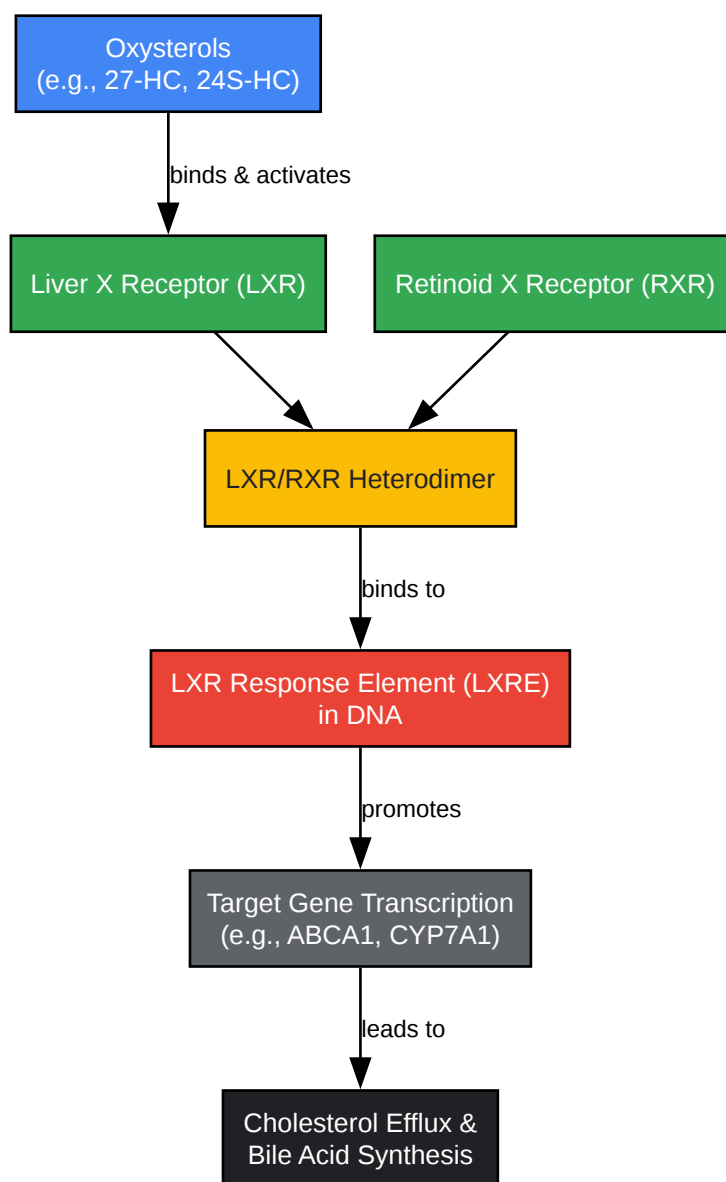 Oxysterols
(e.g., 27-HC, 24S-HC)
binds & activates
Liver X Receptor (LXR)
Retinoid X Receptor (RXR)
LXR/RXR Heterodimer
binds to
LXR Response Element (LXRE)
in DNA
promotes
Target Gene Transcription
(e.g., ABCA1, CYP7A1)
leads to
Cholesterol Efflux &
Bile Acid Synthesis